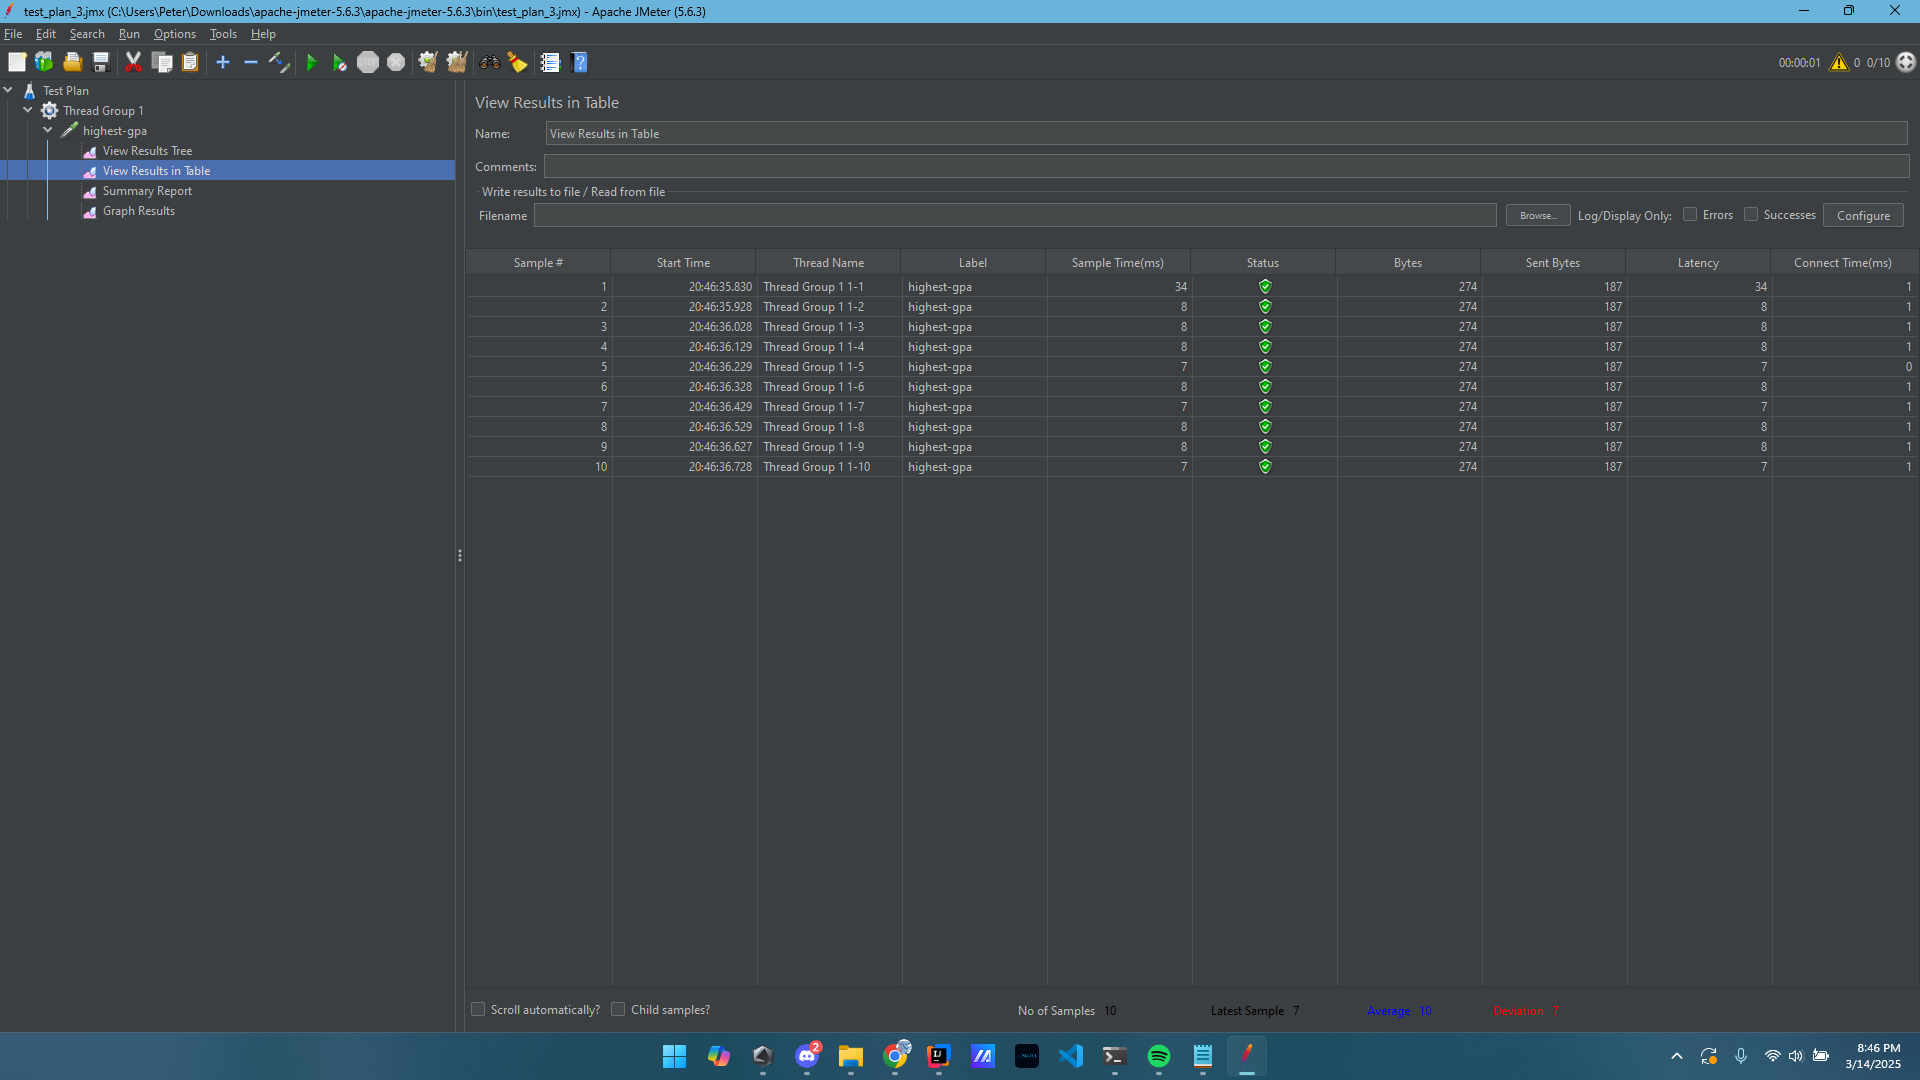 test_plan_3.jmx (C:\Users\Peter\Downloads\apache-jmeter-5.6.3\apache-jmeter-5.6.3\bin\test_plan_3.jmx) - Apache JMeter (5.6.3)
File Edit Search Run Options Tools Help
STOP 00:00:01 0 0/10
Test Plan
Thread Group 1
highest-gpa
View Results Tree
View Results in Table
Summary Report
Graph Results
View Results in Table
Name: View Results in Table
Comments:
Write results to file / Read from file
Filename Browse... Log/Display Only: Errors Successes Configure
Sample # Start Time Thread Name Label Sample Time(ms) Status Bytes Sent Bytes Latency Connect Time(ms)
1 20:46:35.830 Thread Group 1 1-1 highest-gpa 34 274 187 34 1
2 20:46:35.928 Thread Group 1 1-2 highest-gpa 8 274 187 8 1
3 20:46:36.028 Thread Group 1 1-3 highest-gpa 8 274 187 8 1
4 20:46:36.129 Thread Group 1 1-4 highest-gpa 8 274 187 8 1
5 20:46:36.229 Thread Group 1 1-5 highest-gpa 7 274 187 7 0
6 20:46:36.328 Thread Group 1 1-6 highest-gpa 8 274 187 8 1
7 20:46:36.429 Thread Group 1 1-7 highest-gpa 7 274 187 7 1
8 20:46:36.529 Thread Group 1 1-8 highest-gpa 8 274 187 8 1
9 20:46:36.627 Thread Group 1 1-9 highest-gpa 8 274 187 8 1
10 20:46:36.728 Thread Group 1 1-10 highest-gpa 7 274 187 7 1
Scroll automatically? Child samples? No of Samples 10 Latest Sample 7 Average 10 Deviation 7
2
8:46 PM
3/14/2025